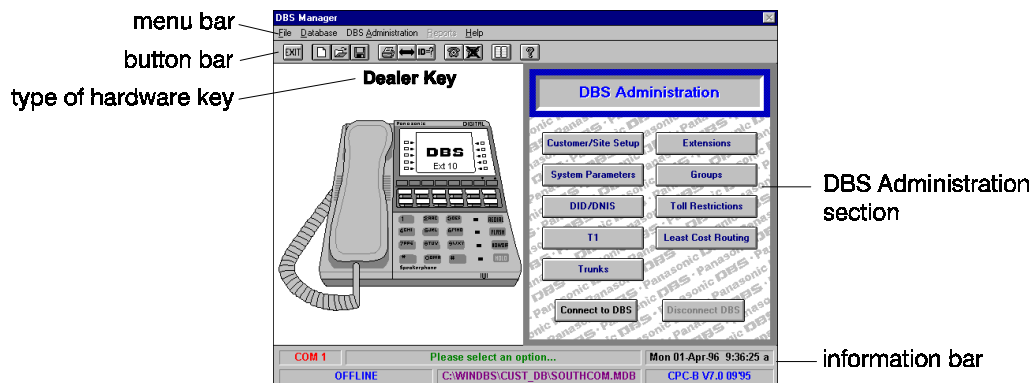 DBS Manager
menu bar
File Database DBS Administration Reports Help
button bar
EXIT ID=? ?
type of hardware key
Dealer Key
DBS Administration
Panasonic DIGITAL
DBS
Ext 10
Customer/Site Setup Extensions
System Parameters Groups
DID/DNIS Toll Restrictions
T1 Least Cost Routing
Trunks
Connect to DBS Disconnect DBS
DBS Administration
section
Speakerphone
COM 1 Please select an option... Mon 01-Apr-96 9:36:25 a
OFFLINE C:\WINDBS\CUST_DB\SOUTHCOM.MDB CPC-B V7.0 09'95
information bar